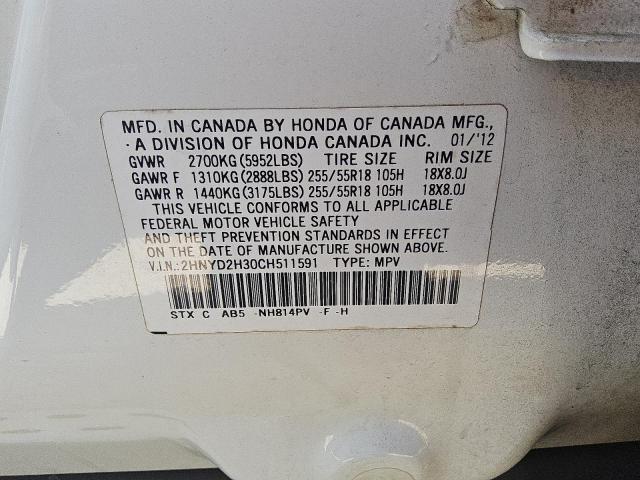 MFD. IN CANADA BY HONDA OF CANADA MFG.,
A DIVISION OF HONDA CANADA INC. 01/'12
GVWR 2700KG(5952LBS) TIRE SIZE RIM SIZE
GAWR F 1310KG(2888LBS) 255/55R18 105H 18X8.0J
GAWR R 1440KG(3175LBS) 255/55R18 105H 18X8.0J
THIS VEHICLE CONFORMS TO ALL APPLICABLE
FEDERAL MOTOR VEHICLE SAFETY
AND THEFT PREVENTION STANDARDS IN EFFECT
ON THE DATE OF MANUFACTURE SHOWN ABOVE.
V.I.N.:2HNYD2H30CH511591 TYPE: MPV
STX C AB5 -NH814PV -F -H